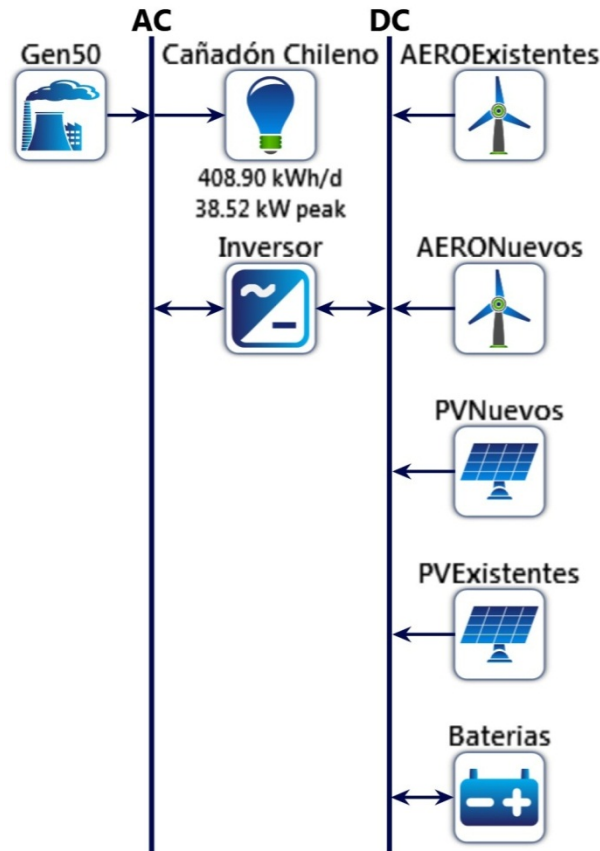 AC
DC
Gen50
Cañadón Chileno
AEROExistentes
408.90 kWh/d
38.52 kW peak
Inversor
AERONuevos
PVNuevos
PVExistentes
Baterias